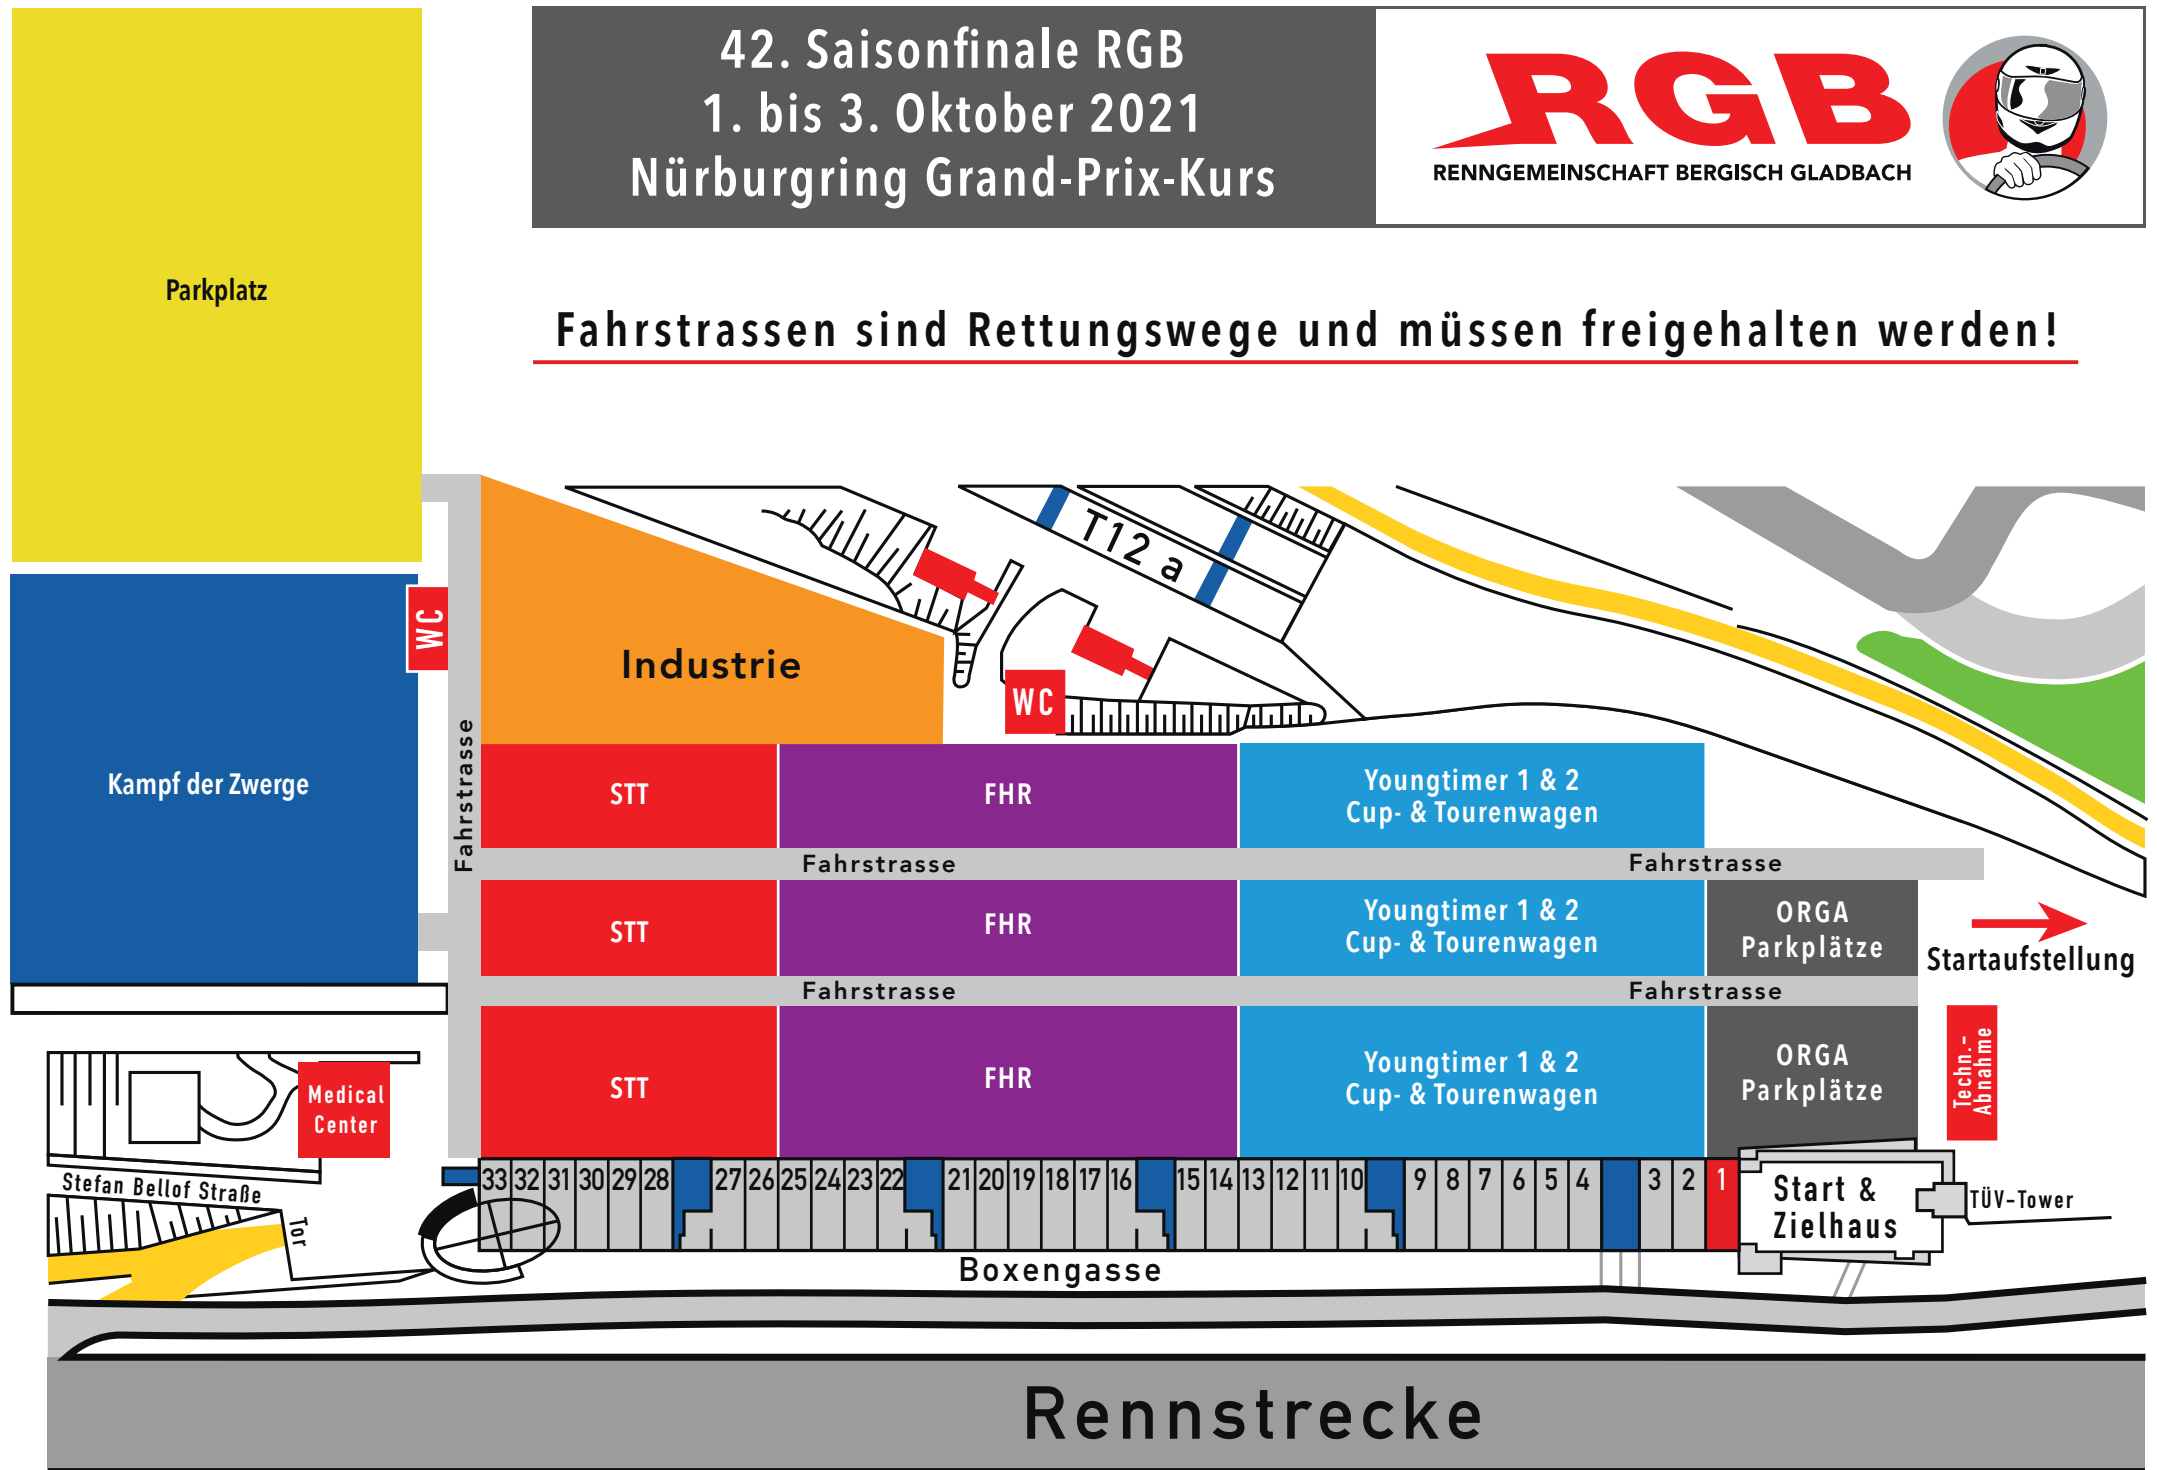 42. Saisonfinale RGB
1. bis 3. Oktober 2021
Nürburgring Grand-Prix-Kurs
RGB
RENNGEMEINSCHAFT BERGISCH GLADBACH
Parkplatz
Fahrstrassen sind Rettungswege und müssen freigehalten werden!
T12 a
WC
Industrie
WC
Kampf der Zwerge
Fahrstrasse
STT
FHR
Youngtimer 1 & 2
Cup- & Tourenwagen
Fahrstrasse
Fahrstrasse
STT
FHR
Youngtimer 1 & 2
Cup- & Tourenwagen
ORGA
Parkplätze
Startaufstellung
Fahrstrasse
Fahrstrasse
STT
FHR
Youngtimer 1 & 2
Cup- & Tourenwagen
ORGA
Parkplätze
Techn.-
Abnahme
Medical
Center
Stefan Bellof Straße
Tor
33 32 31 30 29 28 27 26 25 24 23 22 21 20 19 18 17 16 15 14 13 12 11 10 9 8 7 6 5 4 3 2 1
Start &
Zielhaus
TÜV-Tower
Boxengasse
Rennstrecke